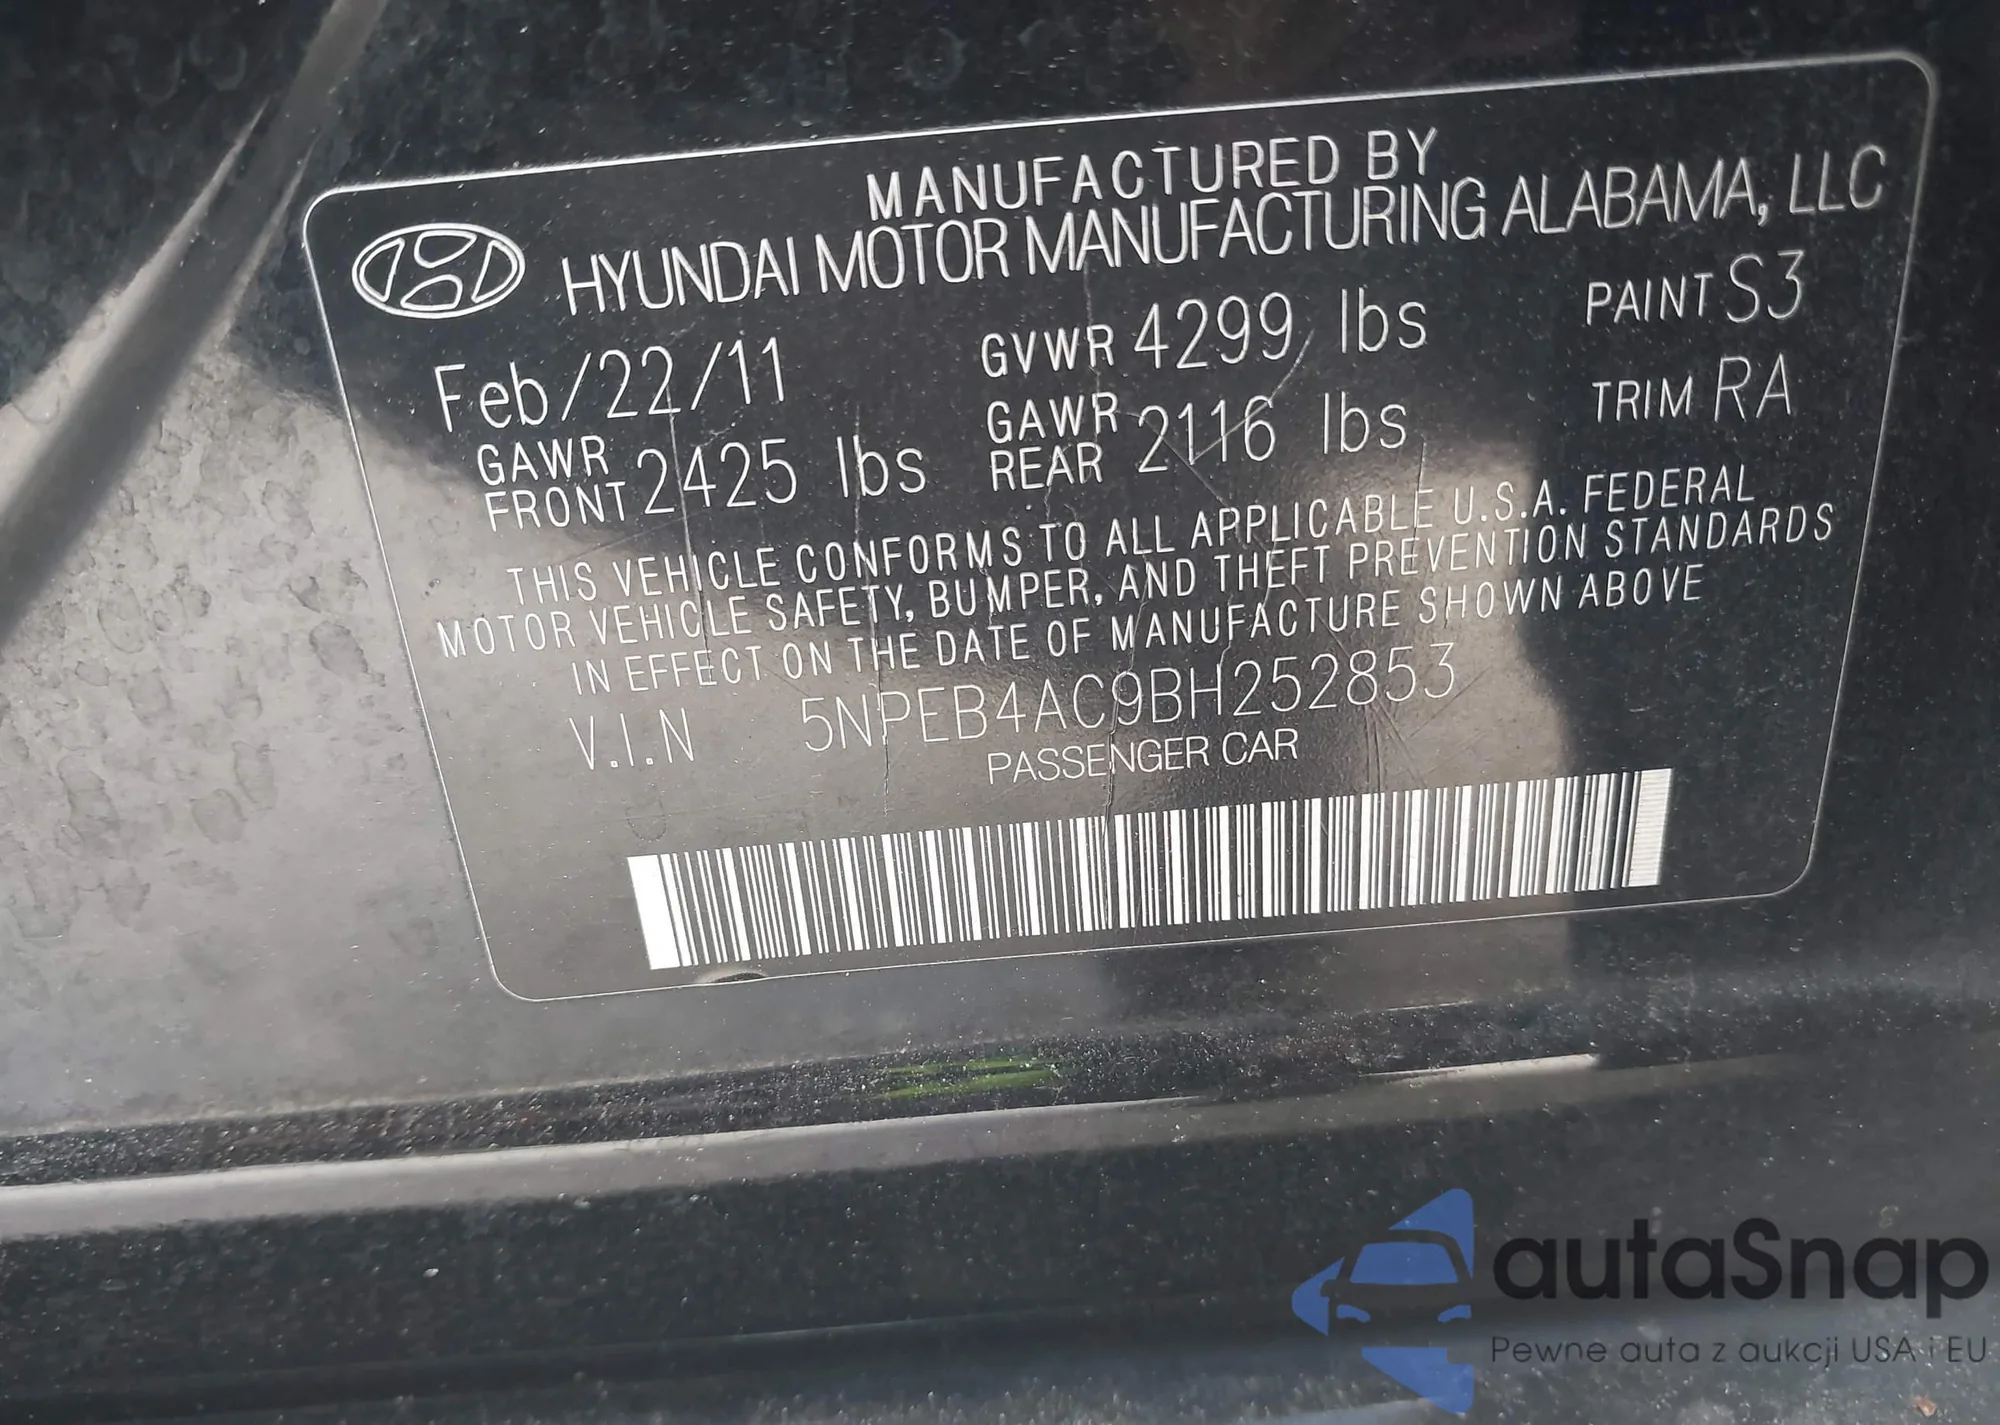 MANUFACTURED BY
HYUNDAI MOTOR MANUFACTURING ALABAMA, LLC
Feb/22/11 GVWR 4299 lbs PAINT S3
GAWR FRONT 2425 lbs GAWR REAR 2116 lbs TRIM RA
THIS VEHICLE CONFORMS TO ALL APPLICABLE U.S.A. FEDERAL
MOTOR VEHICLE SAFETY, BUMPER, AND THEFT PREVENTION STANDARDS
IN EFFECT ON THE DATE OF MANUFACTURE SHOWN ABOVE
V.I.N 5NPEB4AC9BH252853
PASSENGER CAR
autaSnap
Pewne auta z aukcji USA i EU